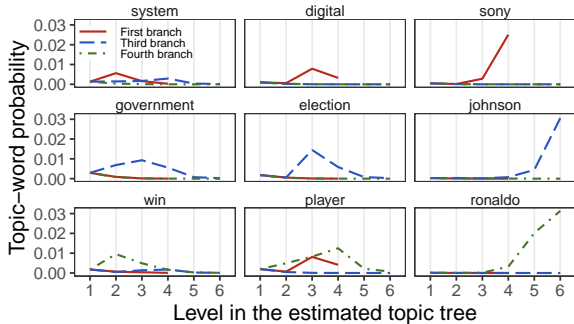 system digital sony
0.03
0.02
0.01
0.00
First branch
Third branch
Fourth branch
government election johnson
0.03
0.02
0.01
0.00
win player ronaldo
0.03
0.02
0.01
0.00
1 2 3 4 5 6 1 2 3 4 5 6 1 2 3 4 5 6
Topic−word probability
Level in the estimated topic tree